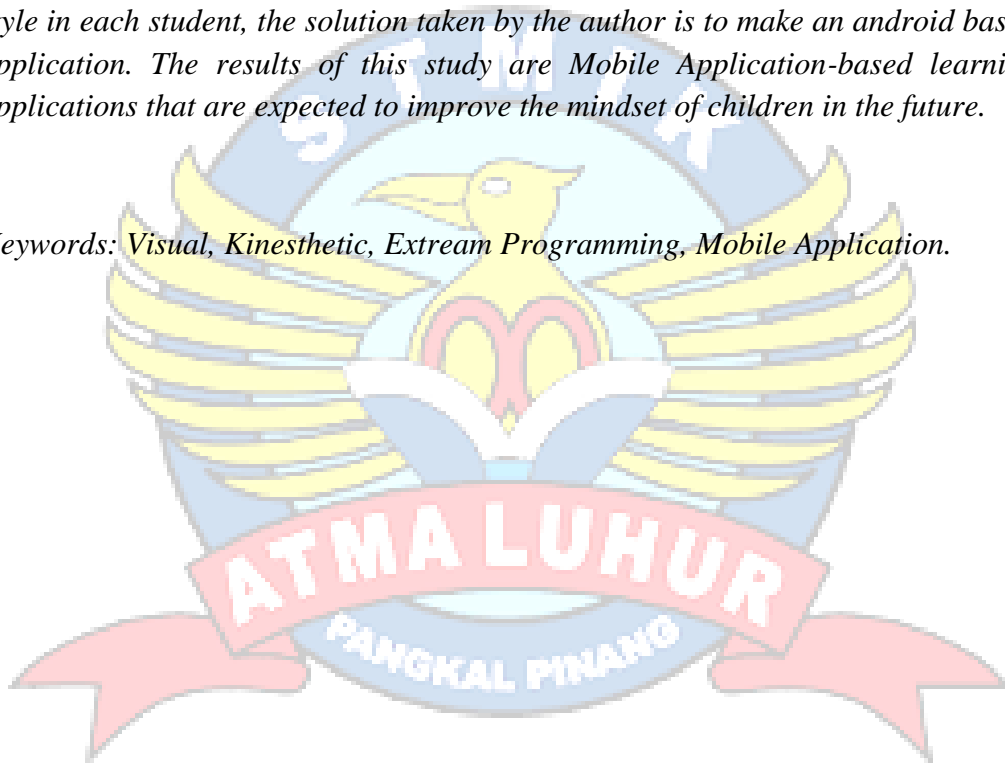 yle in each student, the solution taken by the author is to make an android bas
pplication. The results of this study are Mobile Application-based learni
pplications that are expected to improve the mindset of children in the future.
Keywords: Visual, Kinesthetic, Extream Programming, Mobile Application.
STMIK
ATMA LUHUR
PANGKAL PINANG